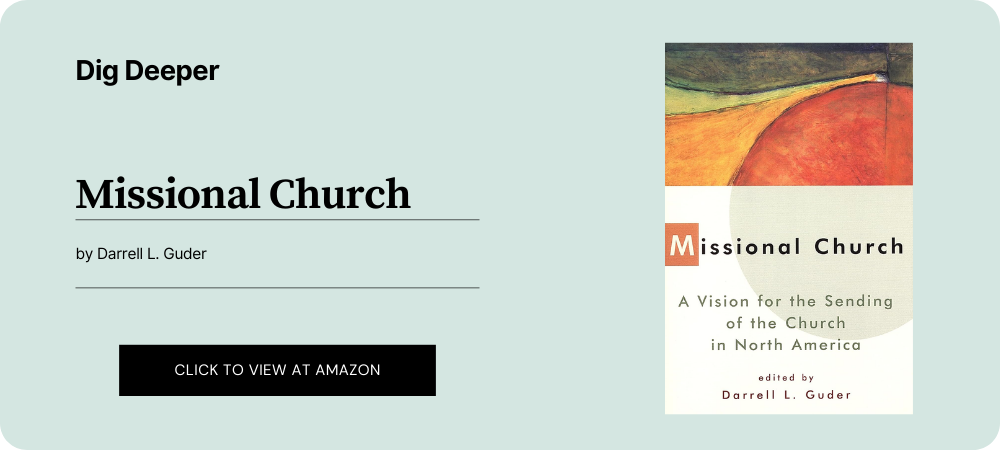 Dig Deeper
Missional Church
by Darrell L. Guder
CLICK TO VIEW AT AMAZON
Missional Church
A Vision for the Sending
of the Church
in North America
edited by
Darrell L. Guder